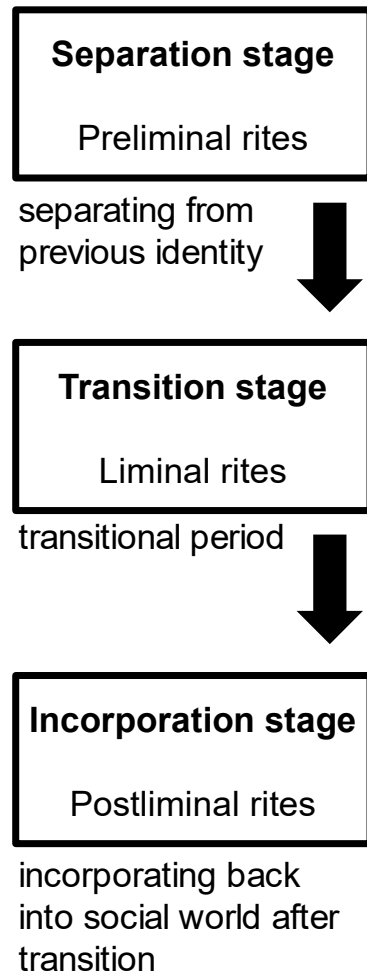 Separation stage
Preliminal rites
separating from
previous identity
Transition stage
Liminal rites
transitional period
Incorporation stage
Postliminal rites
incorporating back
into social world after
transition